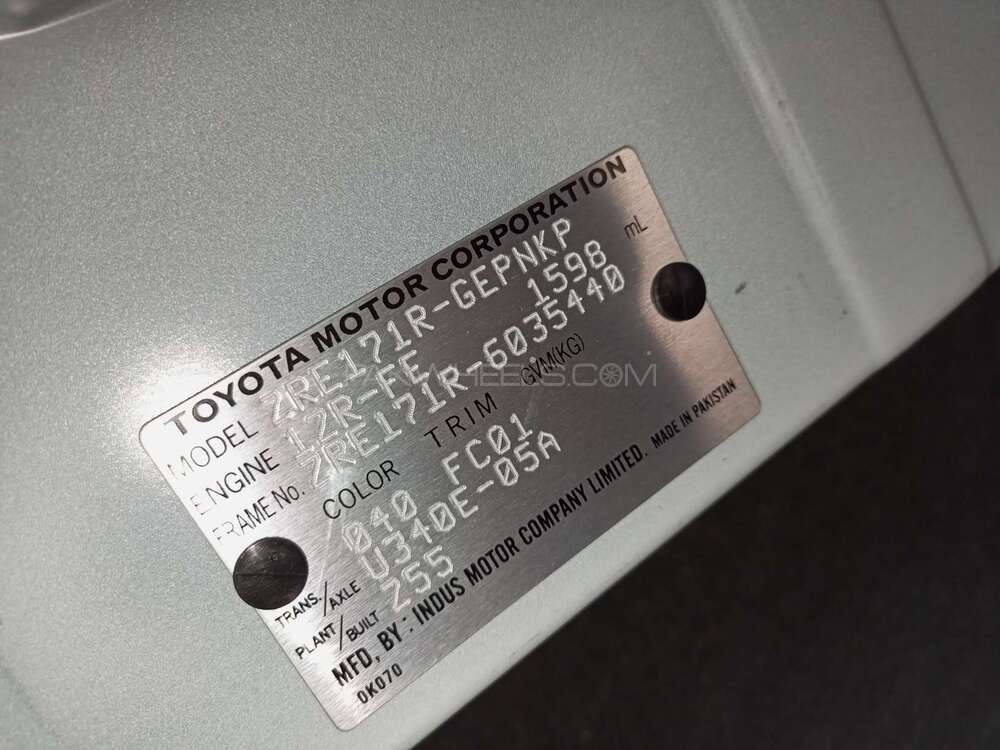 TOYOTA MOTOR CORPORATION
MODEL ZRE171R-GEPNKP
ENGINE 1ZR-FE 1598 mL
FRAME No. ZRE171R-6035440
COLOR TRIM GVM(KG)
040 FC01
TRANS./AXLE U340E-05A
PLANT/BUILT Z55
MFD, BY : INDUS MOTOR COMPANY LIMITED. MADE IN PAKISTAN
0K070